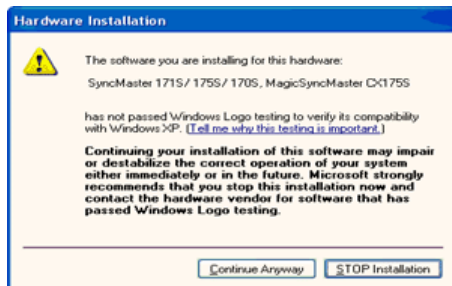 Hardware Installation
The software you are installing for this hardware:
SyncMaster 171S/ 175S/ 170S, MagicSyncMaster CX175S
has not passed Windows Logo testing to verify its compatibility
with Windows XP. (Tell me why this testing is important.)
Continuing your installation of this software may impair
or destabilize the correct operation of your system
either immediately or in the future. Microsoft strongly
recommends that you stop this installation now and
contact the hardware vendor for software that has
passed Windows Logo testing.
Continue Anyway
STOP Installation